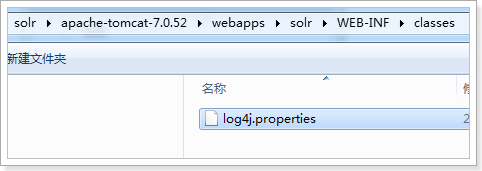 solr ▸ apache-tomcat-7.0.52 ▸ webapps ▸ solr ▸ WEB-INF ▸ classes
新建文件夹
名称
log4j.properties
2